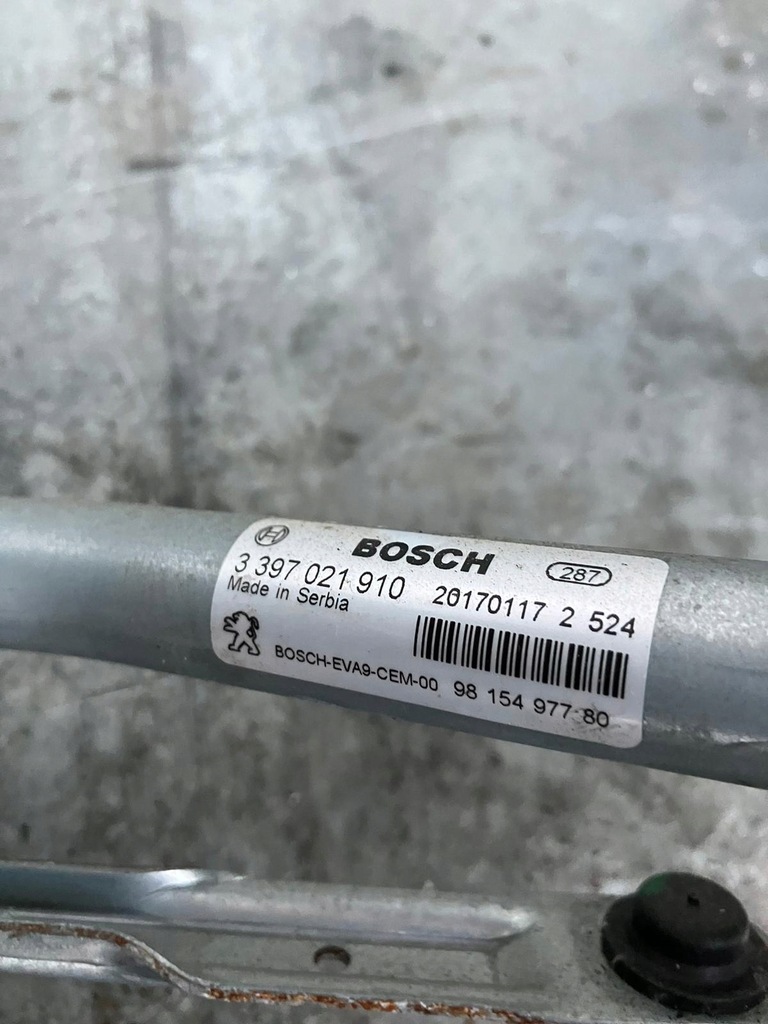 BOSCH 287
3 397 021 910 20170117 2 524
Made in Serbia
BOSCH-EVA9-CEM-00 98 154 977 80